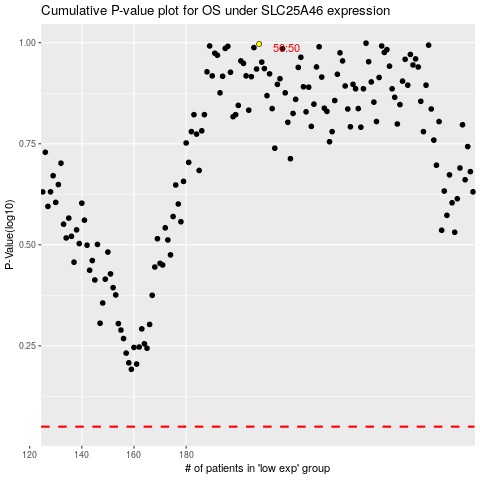 Cumulative P-value plot for OS under SLC25A46 expression
P-Value(log10)
1.00
0.75
0.50
0.25
50:50
120 140 160 180
# of patients in 'low exp' group